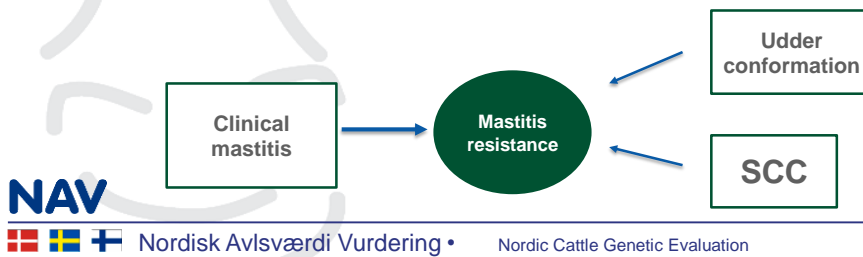 Udder
conformation
Clinical
mastitis
Mastitis
resistance
SCC
NAV
Nordisk Avlsværdi Vurdering • Nordic Cattle Genetic Evaluation